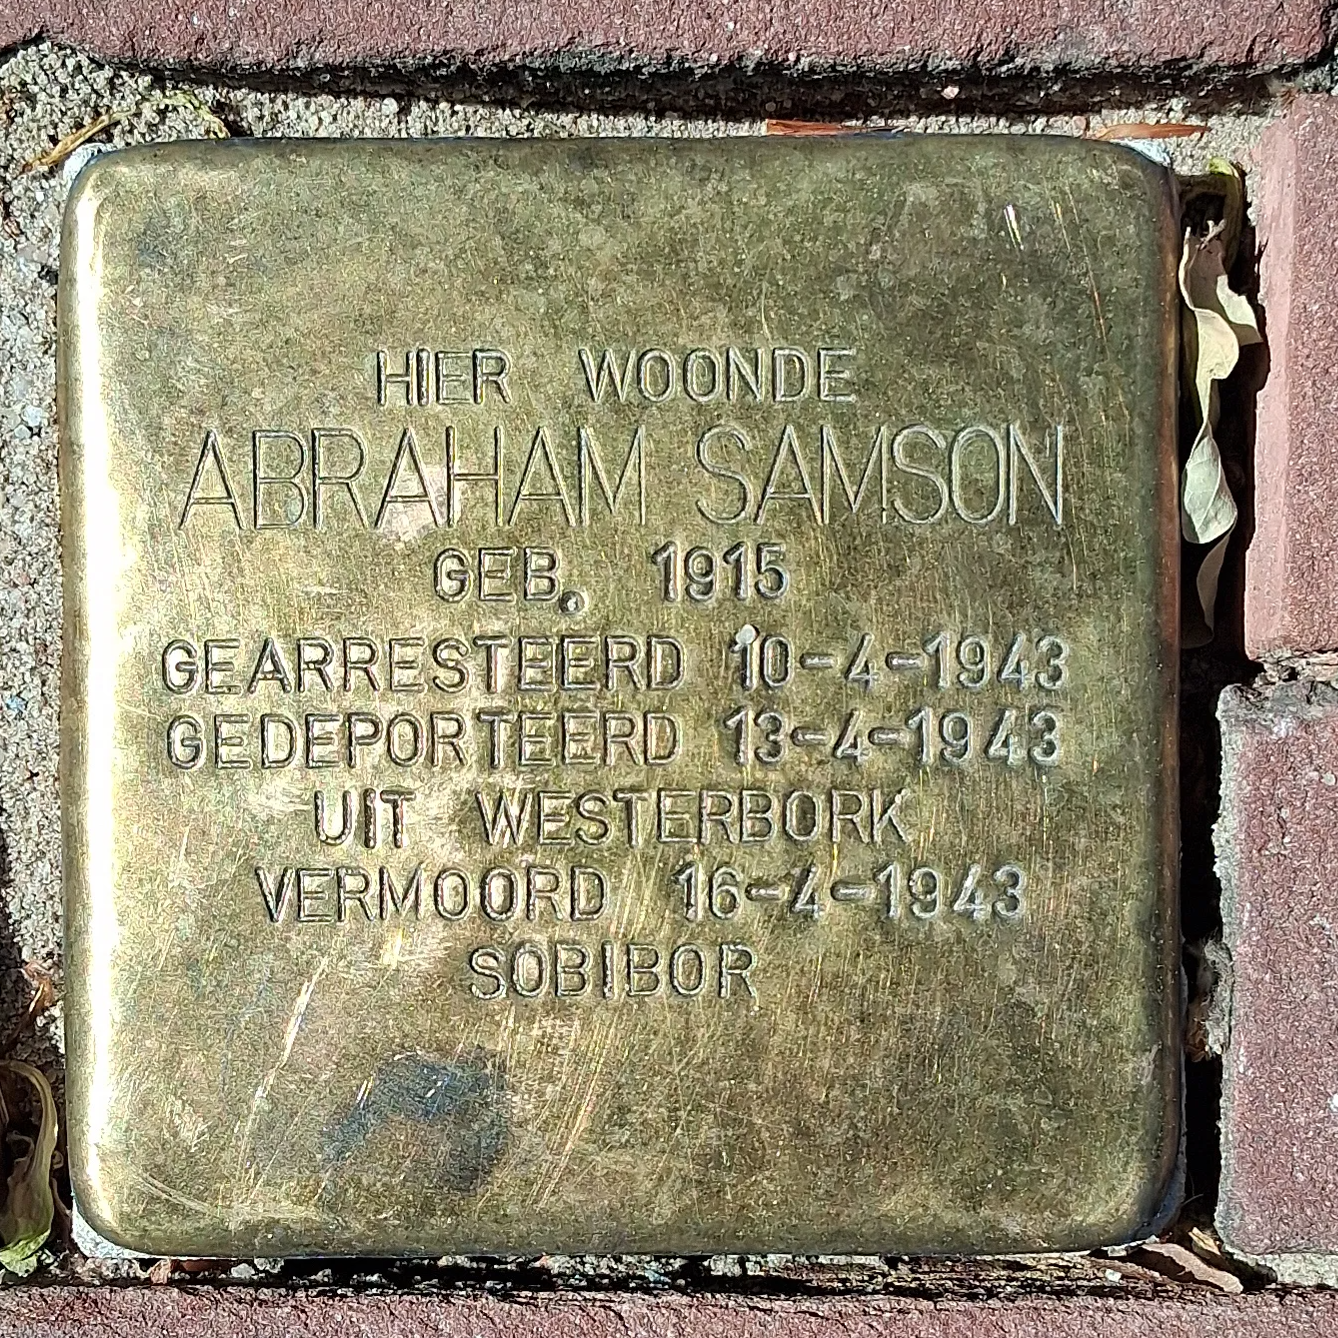 HIER WOONDE
ABRAHAM SAMSON
GEB. 1915
GEARRESTEERD 10-4-1943
GEDEPORTEERD 13-4-1943
UIT WESTERBORK
VERMOORD 16-4-1943
SOBIBOR